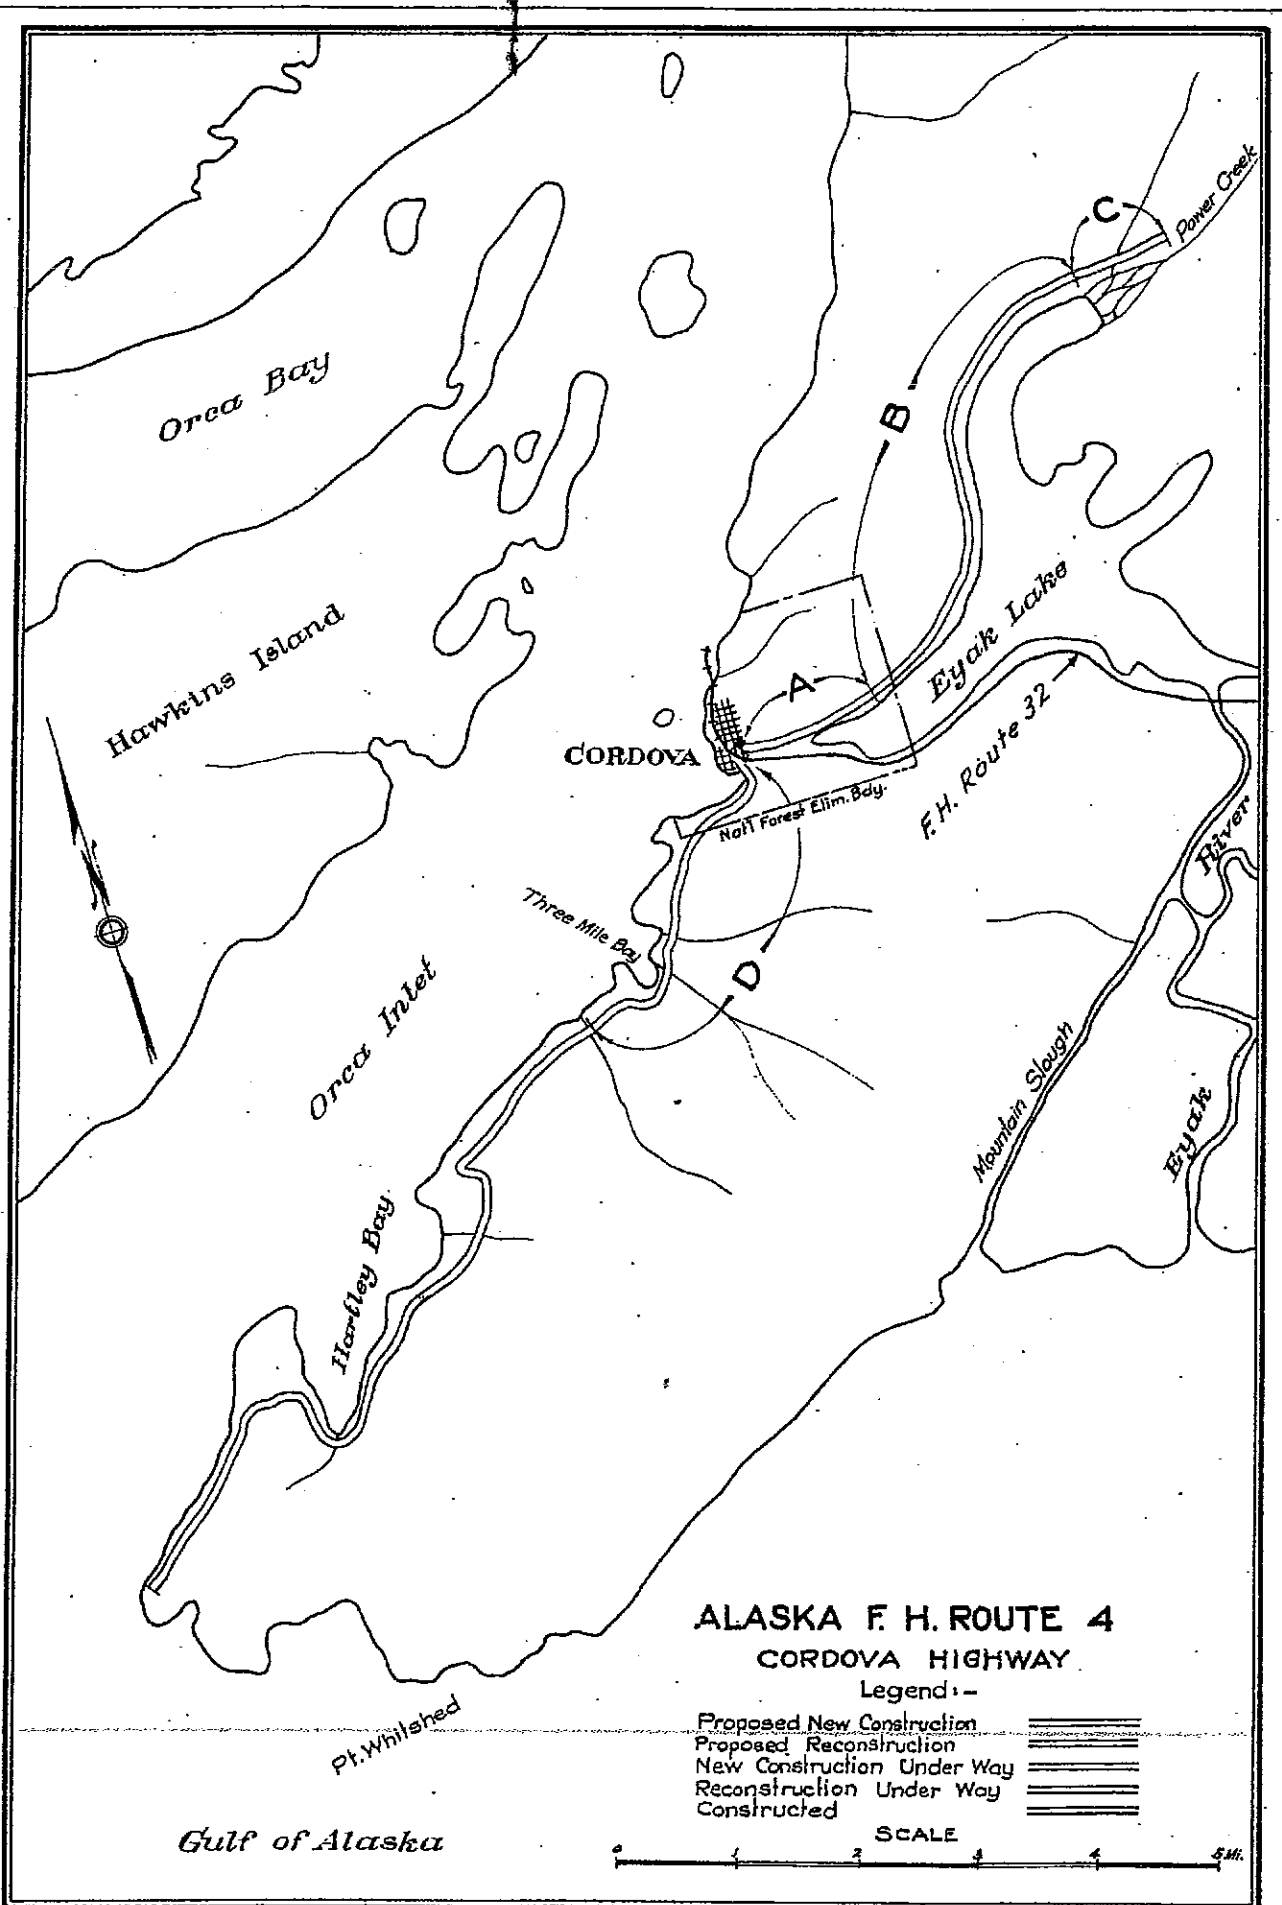 Power Creek
C
Orca Bay
B
Eyak Lake
Hawkins Island
A
CORDOVA
F. H. Route 32
Nat'l Forest Elim. Bdy.
River
Three Mile Bay
D
Orca Inlet
Mountain Slough
Eyak
Hartley Bay
ALASKA F. H. ROUTE 4
CORDOVA HIGHWAY
Legend:-
Proposed New Construction
Proposed Reconstruction
New Construction Under Way
Reconstruction Under Way
Constructed
Pt. Whitshed
Gulf of Alaska
SCALE
0 1 2 3 4 5 Mi.